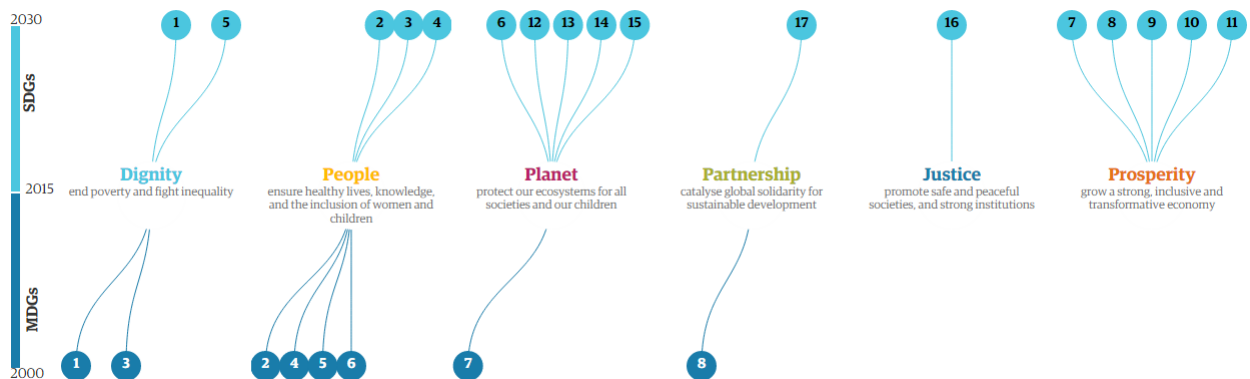 2030
SDGs
2015
MDGs
2000
1 5
Dignity
end poverty and fight inequality
1 3
2 3 4
People
ensure healthy lives, knowledge,
and the inclusion of women and
children
2 4 5 6
6 12 13 14 15
Planet
protect our ecosystems for all
societies and our children
7
17
Partnership
catalyse global solidarity for
sustainable development
8
16
Justice
promote safe and peaceful
societies, and strong institutions
7 8 9 10 11
Prosperity
grow a strong, inclusive and
transformative economy